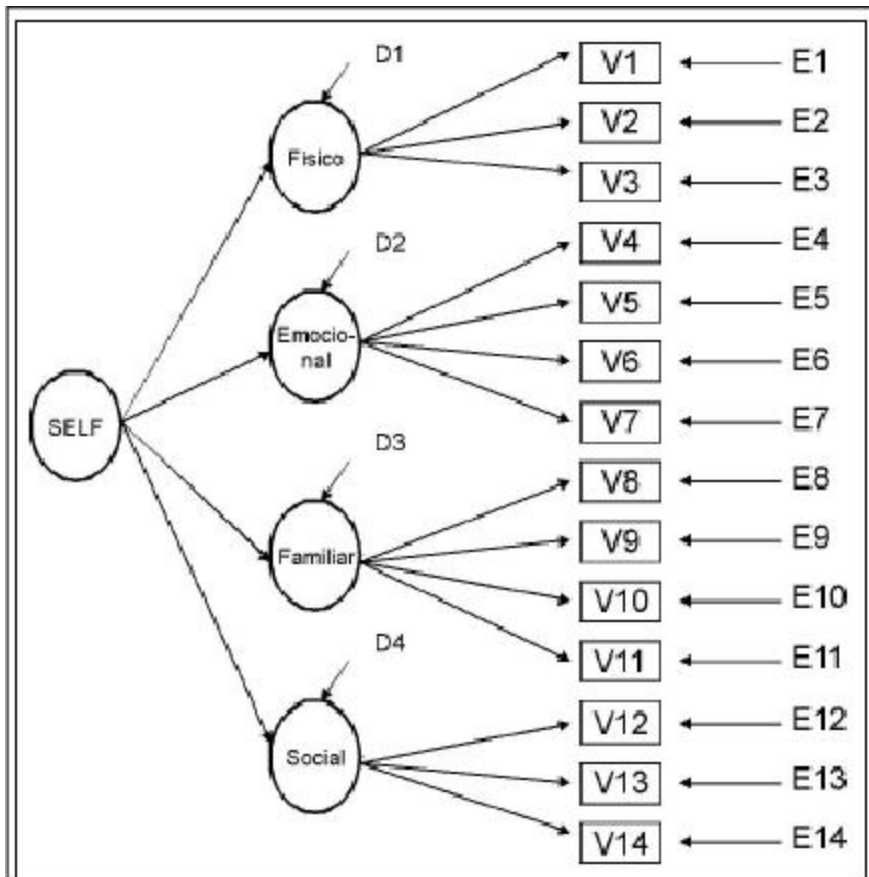 D1
Fisico
V1
E1
V2
E2
V3
E3
D2
Emocio-
nal
V4
E4
V5
E5
V6
E6
V7
E7
SELF
D3
Familiar
V8
E8
V9
E9
V10
E10
V11
E11
D4
Social
V12
E12
V13
E13
V14
E14